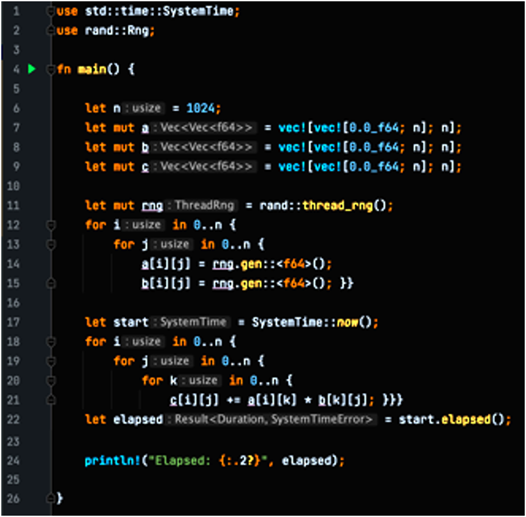 1 use std::time::SystemTime;
2 use rand::Rng;
3
4 fn main() {
5
6 let n : usize = 1024;
7 let mut a : Vec<Vec<f64>> = vec![vec![0.0_f64; n]; n];
8 let mut b : Vec<Vec<f64>> = vec![vec![0.0_f64; n]; n];
9 let mut c : Vec<Vec<f64>> = vec![vec![0.0_f64; n]; n];
10
11 let mut rng : ThreadRng = rand::thread_rng();
12 for i : usize in 0..n {
13 for j : usize in 0..n {
14 a[i][j] = rng.gen::<f64>();
15 b[i][j] = rng.gen::<f64>(); }}
16
17 let start : SystemTime = SystemTime::now();
18 for i : usize in 0..n {
19 for j : usize in 0..n {
20 for k : usize in 0..n {
21 c[i][j] += a[i][k] * b[k][j]; }}}
22 let elapsed : Result<Duration, SystemTimeError> = start.elapsed();
23
24 println!("Elapsed: {:.2?}", elapsed);
25
26 }